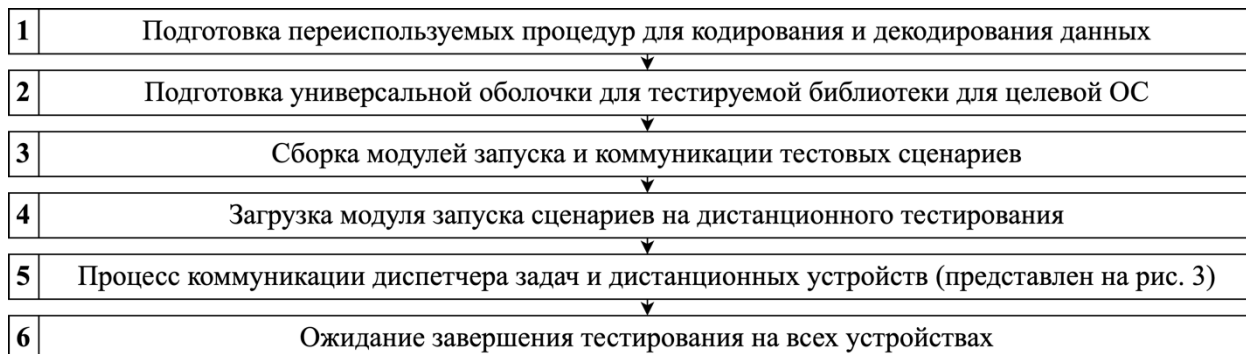 1 Подготовка переиспользуемых процедур для кодирования и декодирования данных
2 Подготовка универсальной оболочки для тестируемой библиотеки для целевой ОС
3 Сборка модулей запуска и коммуникации тестовых сценариев
4 Загрузка модуля запуска сценариев на дистанционного тестирования
5 Процесс коммуникации диспетчера задач и дистанционных устройств (представлен на рис. 3)
6 Ожидание завершения тестирования на всех устройствах